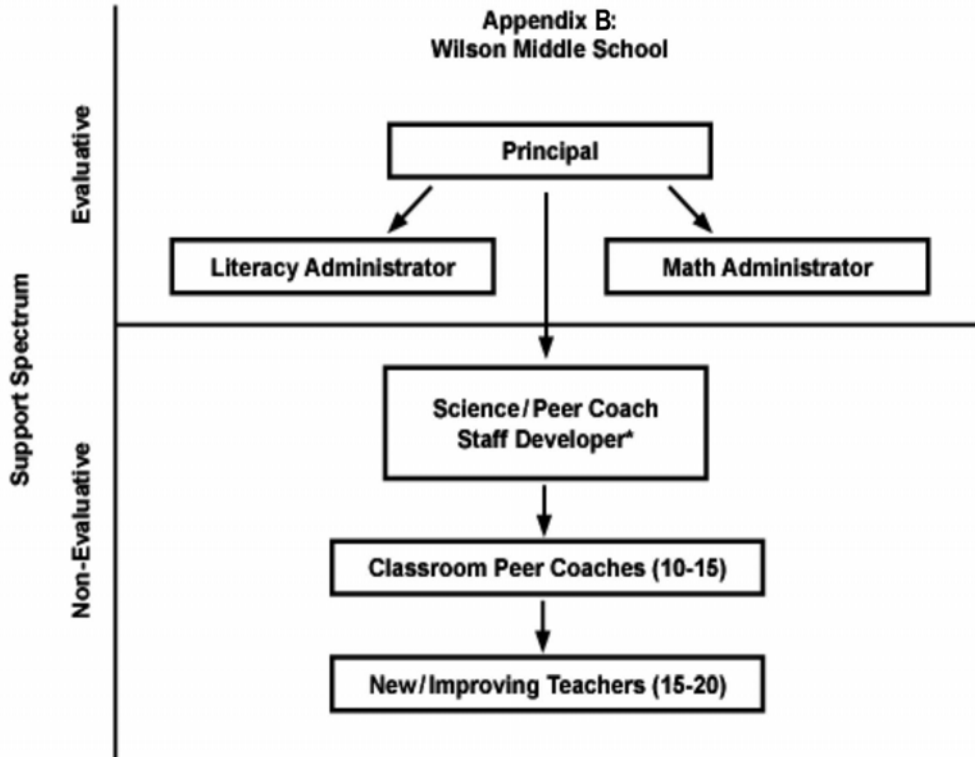 Appendix B:
Wilson Middle School
Evaluative
Principal
Literacy Administrator
Math Administrator
Support Spectrum
Non-Evaluative
Science/Peer Coach
Staff Developer*
Classroom Peer Coaches (10-15)
New/Improving Teachers (15-20)